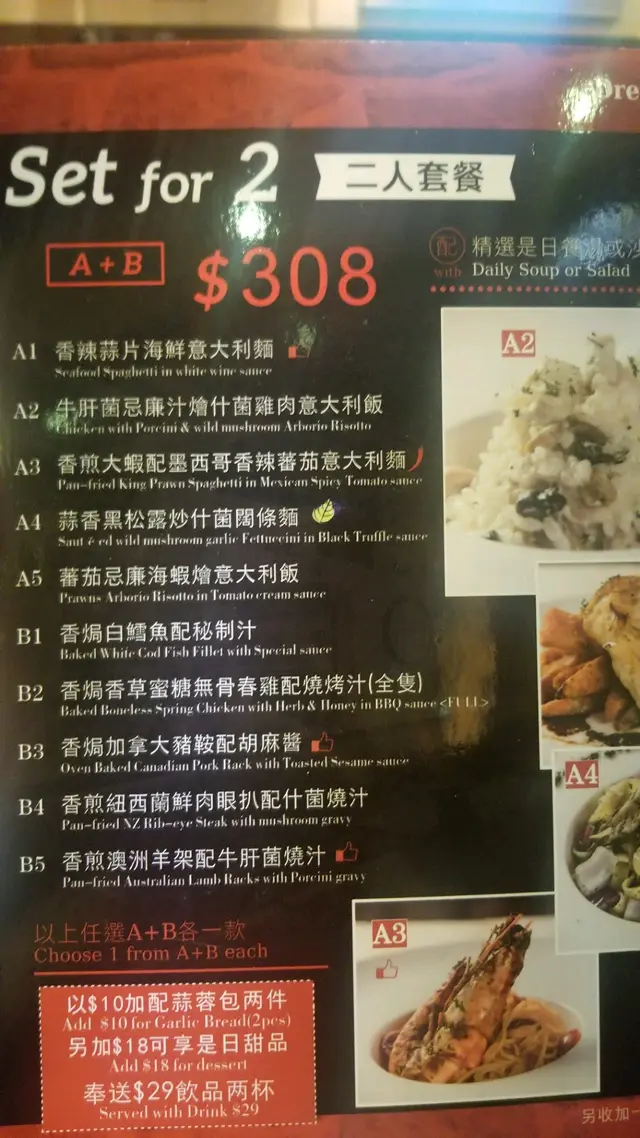 Set for 2 二人套餐
A+B $308
配 精選是日餐湯或
with Daily Soup or Salad
A1 香辣蒜片海鮮意大利麵
Seafood Spaghetti in white wine sauce
A2 牛肝菌忌廉汁燴什菌雞肉意大利飯
Chicken with Porcini & wild mushroom Arborio Risotto
A3 香煎大蝦配墨西哥香辣蕃茄意大利麵
Pan-fried King Prawn Spaghetti in Mexican Spicy Tomato sauce
A4 蒜香黑松露炒什菌闊條麵
Saut é ed wild mushroom garlic Fettuccini in Black Truffle sauce
A5 蕃茄忌廉海蝦燴意大利飯
Prawns Arborio Risotto in Tomato cream sauce
B1 香焗白鱈魚配秘制汁
Baked White Cod Fish Fillet with Special sauce
B2 香焗香草蜜糖無骨春雞配燒烤汁(全隻)
Baked Boneless Spring Chicken with Herb & Honey in BBQ sauce <FULL>
B3 香焗加拿大豬鞍配胡麻醬
Oven Baked Canadian Pork Rack with Toasted Sesame sauce
B4 香煎紐西蘭鮮肉眼扒配什菌燒汁
Pan-fried NZ Rib-eye Steak with mushroom gravy
B5 香煎澳洲羊架配牛肝菌燒汁
Pan-fried Australian Lamb Racks with Porcini gravy
以上任選A+B各一款
Choose 1 from A+B each
以$10加配蒜蓉包两件
Add $10 for Garlic Bread(2pcs)
另加$18可享是日甜品
Add $18 for dessert
奉送$29飲品两杯
Served with Drink $29
A2
A4
A3
另收加一